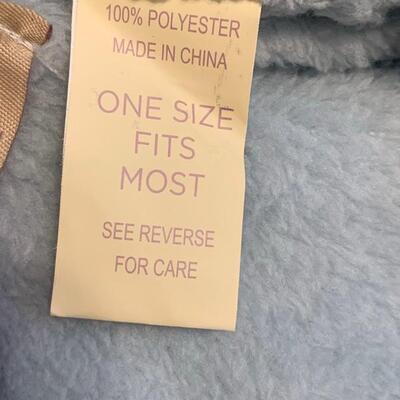 100% POLYESTER
MADE IN CHINA
ONE SIZE
FITS
MOST
SEE REVERSE
FOR CARE